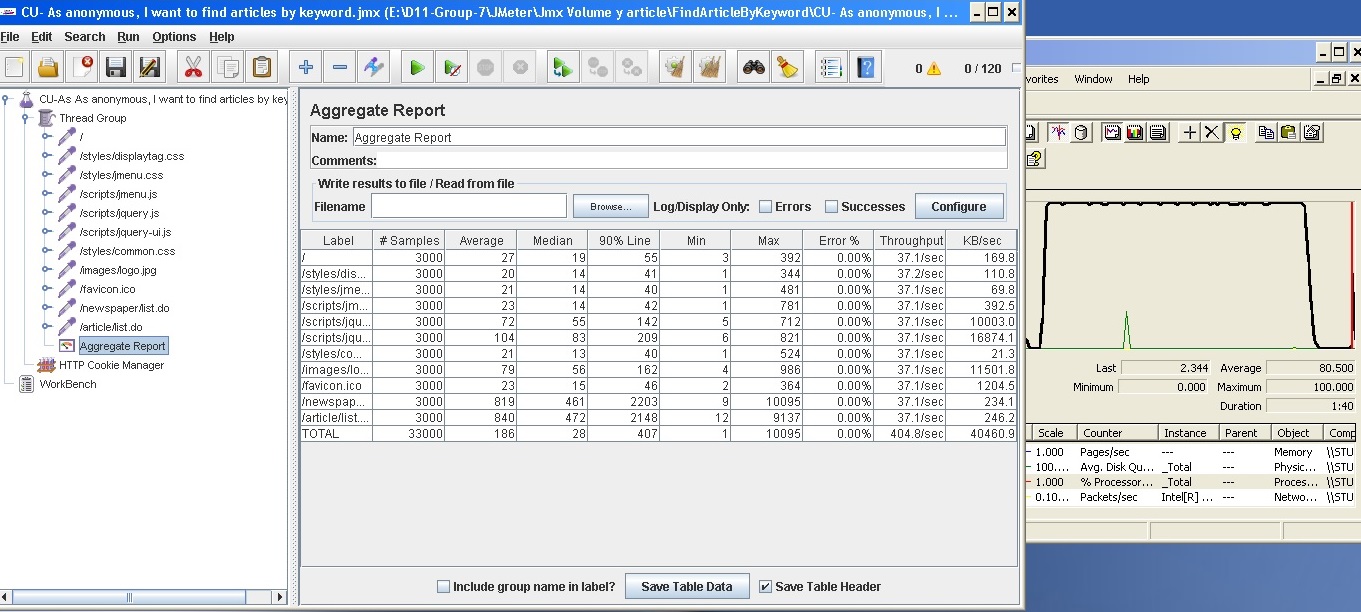 CU- As anonymous, I want to find articles by keyword.jmx (E:\D11-Group-7\JMeter\Jmx Volume y article\FindArticleByKeyword\CU- As anonymous, I ...
File Edit Search Run Options Help
0 0 / 120
CU-As As anonymous, I want to find articles by key
Thread Group
/
/styles/displaytag.css
/styles/jmenu.css
/scripts/jmenu.js
/scripts/jquery.js
/scripts/jquery-ui.js
/styles/common.css
/images/logo.jpg
/favicon.ico
/newspaper/list.do
/article/list.do
Aggregate Report
HTTP Cookie Manager
WorkBench
Aggregate Report
Name: Aggregate Report
Comments:
Write results to file / Read from file
Filename Browse... Log/Display Only: Errors Successes Configure
Label # Samples Average Median 90% Line Min Max Error % Throughput KB/sec
/ 3000 27 19 55 3 392 0.00% 37.1/sec 169.8
/styles/dis... 3000 20 14 41 1 344 0.00% 37.2/sec 110.8
/styles/jme... 3000 21 14 40 1 481 0.00% 37.1/sec 69.8
/scripts/jm... 3000 23 14 42 1 781 0.00% 37.1/sec 392.5
/scripts/jqu... 3000 72 55 142 5 712 0.00% 37.1/sec 10003.0
/scripts/jqu... 3000 104 83 209 6 821 0.00% 37.1/sec 16874.1
/styles/co... 3000 21 13 40 1 524 0.00% 37.1/sec 21.3
/images/lo... 3000 79 56 162 4 986 0.00% 37.1/sec 11501.8
/favicon.ico 3000 23 15 46 2 364 0.00% 37.1/sec 1204.5
/newspap... 3000 819 461 2203 9 10095 0.00% 37.1/sec 234.1
/article/list.... 3000 840 472 2148 12 9137 0.00% 37.1/sec 246.2
TOTAL 33000 186 28 407 1 10095 0.00% 404.8/sec 40460.9
Include group name in label? Save Table Data Save Table Header
vorites Window Help
Last 2.344 Average 80.500
Minimum 0.000 Maximum 100.000
Duration 1:40
Scale Counter Instance Parent Object Comp
1.000 Pages/sec --- --- Memory \\STU
100.... Avg. Disk Qu... _Total --- Physic... \\STU
1.000 % Processor... _Total --- Proces... \\STU
0.10... Packets/sec Intel[R] ... --- Netwo... \\STU